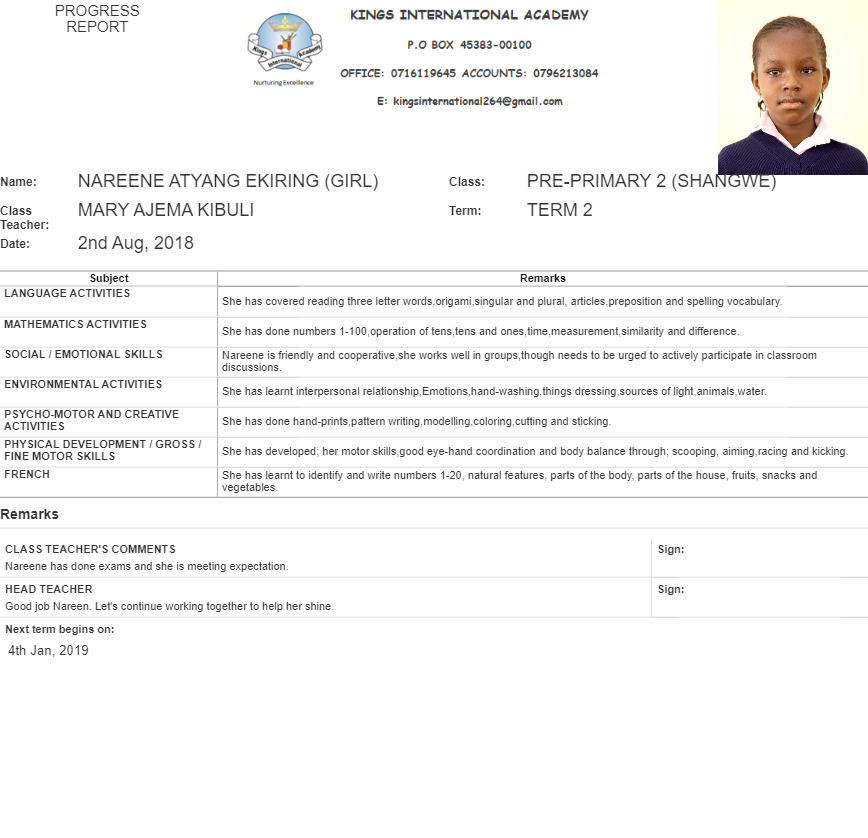 PROGRESS
REPORT
Kings International Academy
Nurturing Excellence
KINGS INTERNATIONAL ACADEMY
P.O BOX 45383-00100
OFFICE: 0716119645 ACCOUNTS: 0796213084
E: kingsinternational264@gmail.com
Name: NAREENE ATYANG EKIRING (GIRL) Class: PRE-PRIMARY 2 (SHANGWE)
Class Teacher: MARY AJEMA KIBULI Term: TERM 2
Date: 2nd Aug, 2018
Subject Remarks
LANGUAGE ACTIVITIES
She has covered reading three letter words,origami,singular and plural, articles,preposition and spelling vocabulary.
MATHEMATICS ACTIVITIES
She has done numbers 1-100,operation of tens,tens and ones,time,measurement,similarity and difference.
SOCIAL / EMOTIONAL SKILLS
Nareene is friendly and cooperative,she works well in groups,though needs to be urged to actively participate in classroom
discussions.
ENVIRONMENTAL ACTIVITIES
She has learnt interpersonal relationship,Emotions,hand-washing,things dressing,sources of light,animals,water.
PSYCHO-MOTOR AND CREATIVE
ACTIVITIES
She has done hand-prints,pattern writing,modelling,coloring,cutting and sticking.
PHYSICAL DEVELOPMENT / GROSS /
FINE MOTOR SKILLS
She has developed; her motor skills,good eye-hand coordination and body balance through; scooping, aiming,racing and kicking.
FRENCH
She has learnt to identify and write numbers 1-20, natural features, parts of the body, parts of the house, fruits, snacks and
vegetables.
Remarks
CLASS TEACHER'S COMMENTS Sign:
Nareene has done exams and she is meeting expectation.
HEAD TEACHER Sign:
Good job Nareen. Let's continue working together to help her shine.
Next term begins on:
4th Jan, 2019